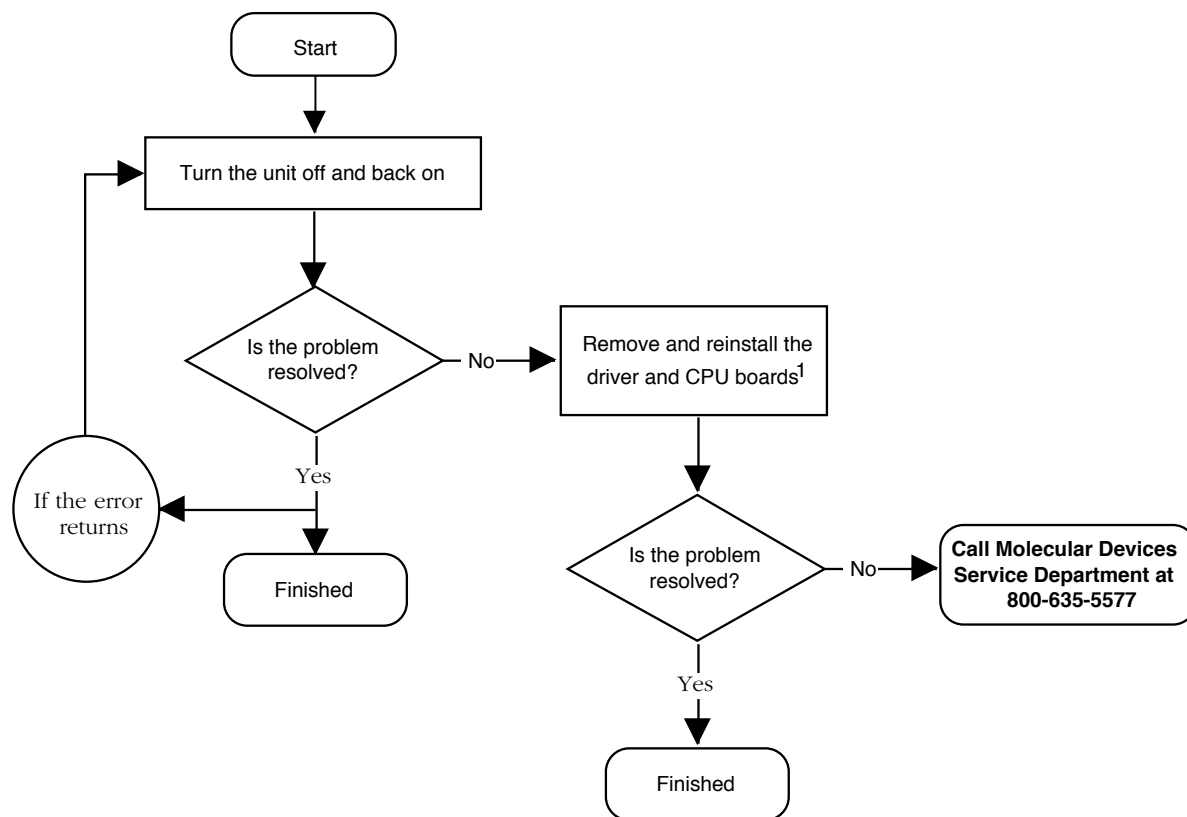 Start
Turn the unit off and back on
Is the problem
resolved?
No
Remove and reinstall the
driver and CPU boards¹
Yes
If the error
returns
Finished
Is the problem
resolved?
No
Call Molecular Devices
Service Department at
800-635-5577
Yes
Finished